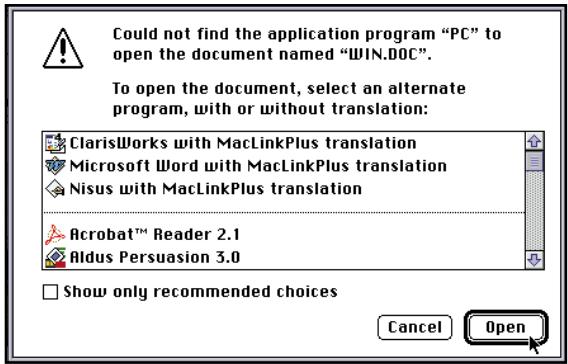 Could not find the application program “PC” to
open the document named “WIN.DOC”.
To open the document, select an alternate
program, with or without translation:
ClarisWorks with MacLinkPlus translation
Microsoft Word with MacLinkPlus translation
Nisus with MacLinkPlus translation
Acrobat™ Reader 2.1
Aldus Persuasion 3.0
Show only recommended choices
Cancel
Open